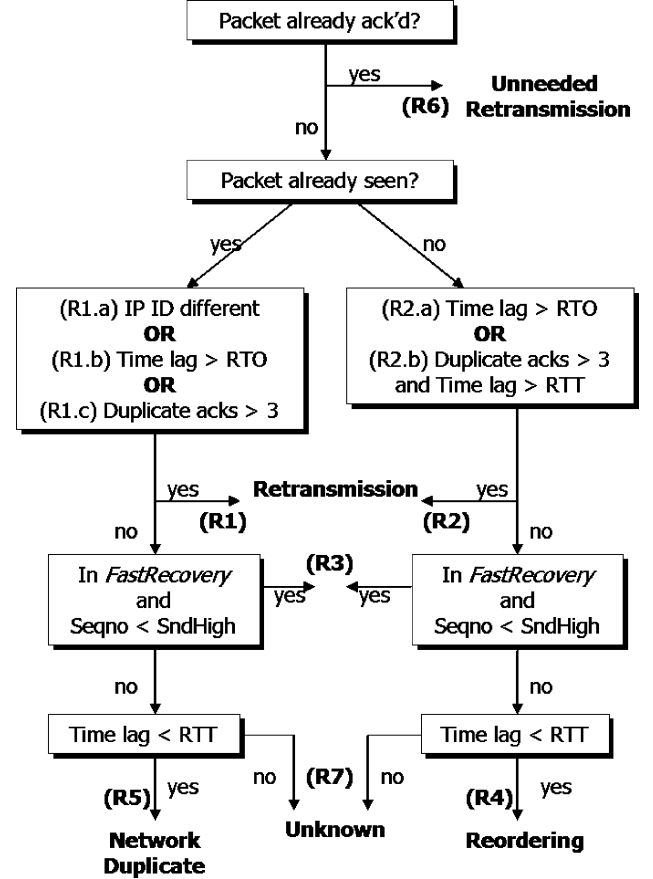 Packet already ack'd?
yes
(R6)
Unneeded
Retransmission
no
Packet already seen?
yes
no
(R1.a) IP ID different
OR
(R1.b) Time lag > RTO
OR
(R1.c) Duplicate acks > 3
(R2.a) Time lag > RTO
OR
(R2.b) Duplicate acks > 3
and Time lag > RTT
yes
Retransmission
yes
(R1)
(R2)
no
no
In FastRecovery
and
Seqno < SndHigh
(R3)
yes
yes
In FastRecovery
and
Seqno < SndHigh
no
no
Time lag < RTT
Time lag < RTT
(R5)
yes
no
(R7)
no
(R4)
yes
Network
Duplicate
Unknown
Reordering